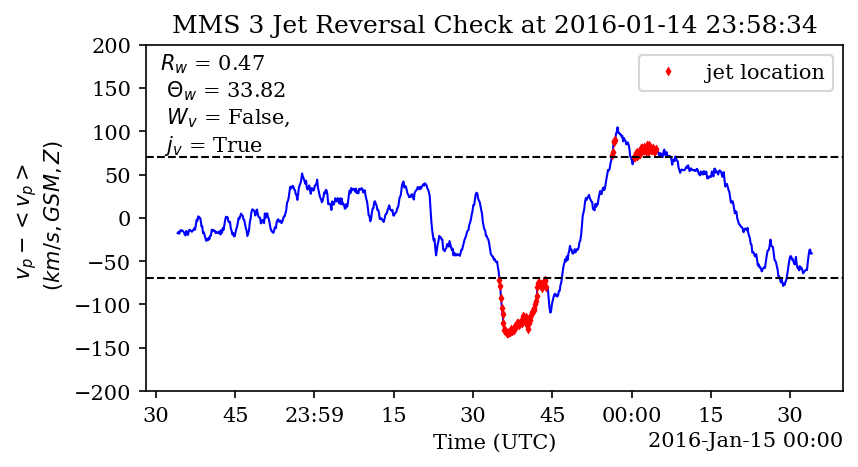 MMS 3 Jet Reversal Check at 2016-01-14 23:58:34
R_w = 0.47
Θ_w = 33.82
W_v = False,
j_v = True
jet location
v_p − < v_p >
(km/s, GSM, Z)
200
150
100
50
0
−50
−100
−150
−200
30 45 23:59 15 30 45 00:00 15 30
Time (UTC)
2016-Jan-15 00:00